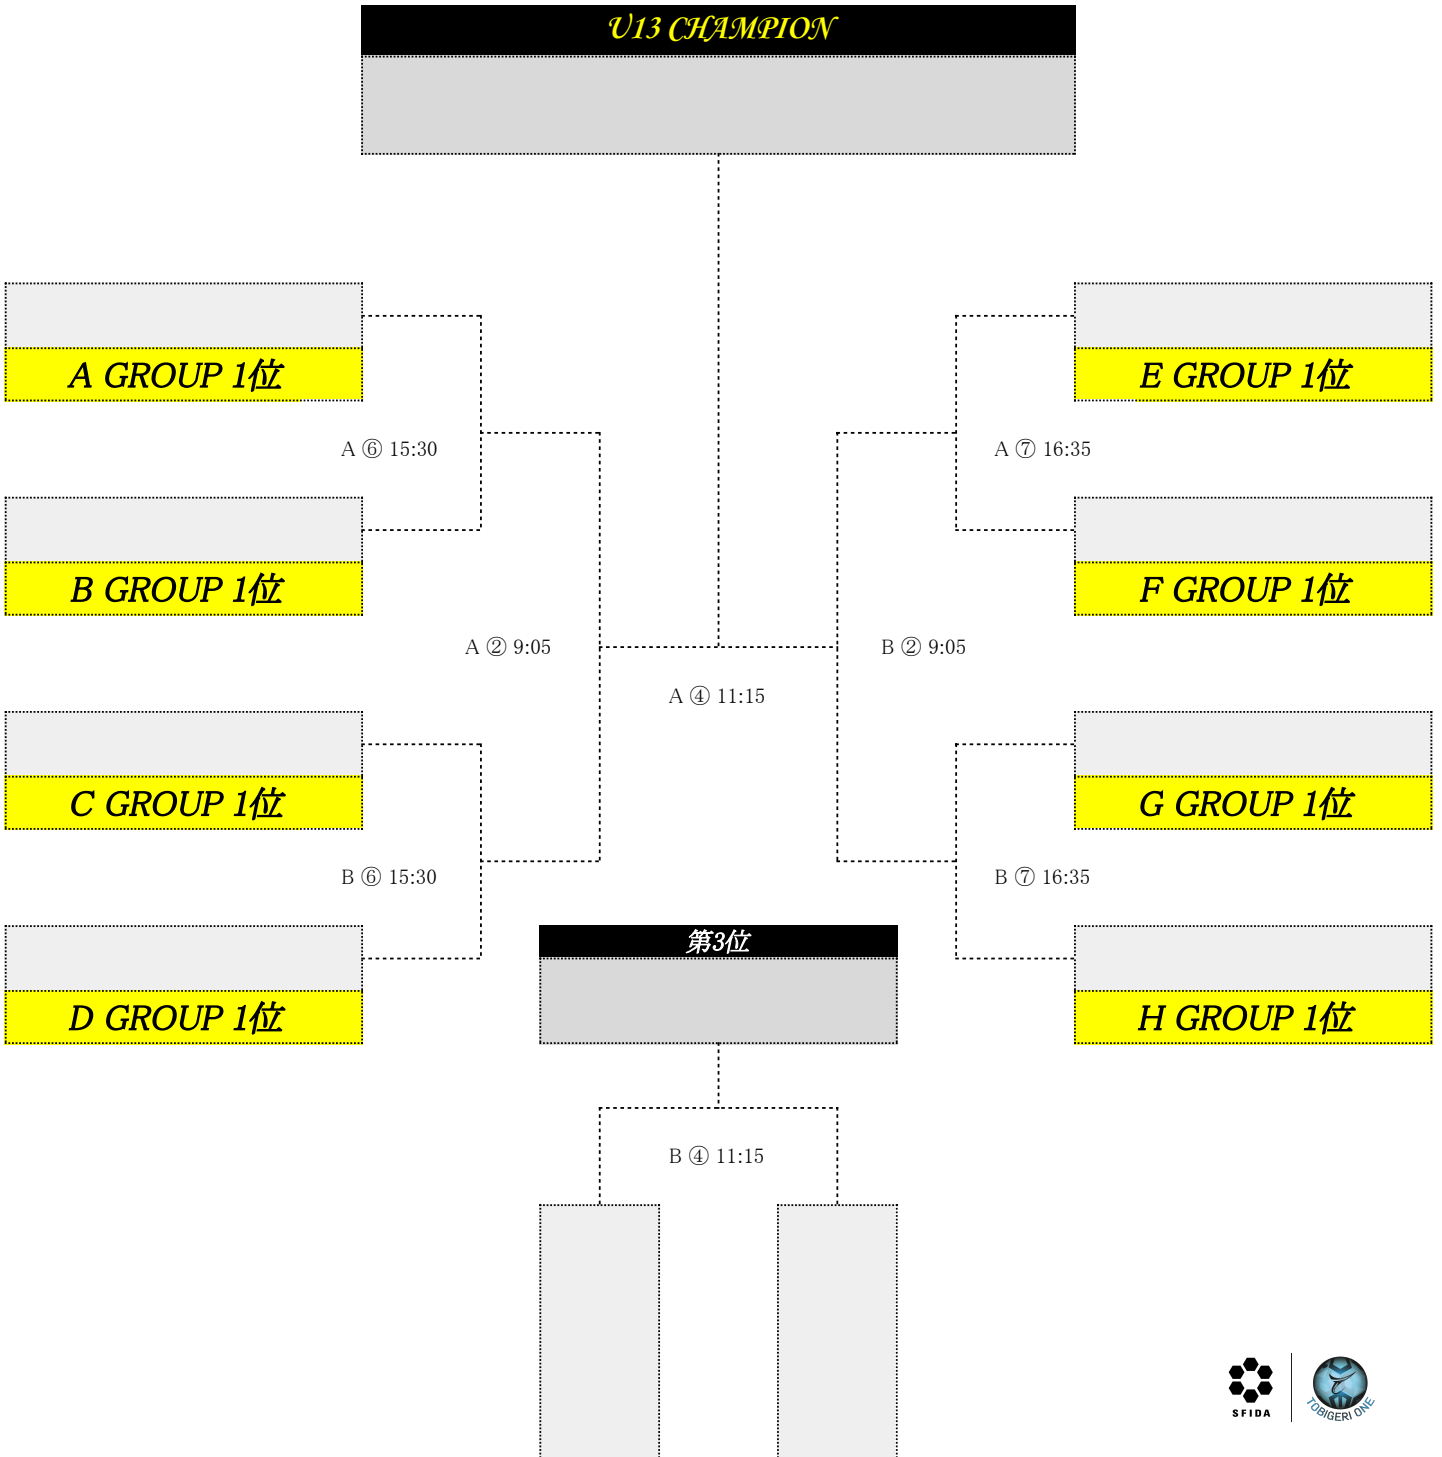 U13 CHAMPION
A GROUP 1位
E GROUP 1位
A ⑥ 15:30
A ⑦ 16:35
B GROUP 1位
F GROUP 1位
A ② 9:05
B ② 9:05
A ④ 11:15
C GROUP 1位
G GROUP 1位
B ⑥ 15:30
B ⑦ 16:35
第3位
D GROUP 1位
H GROUP 1位
B ④ 11:15
SFIDA
TOBIGERI ONE